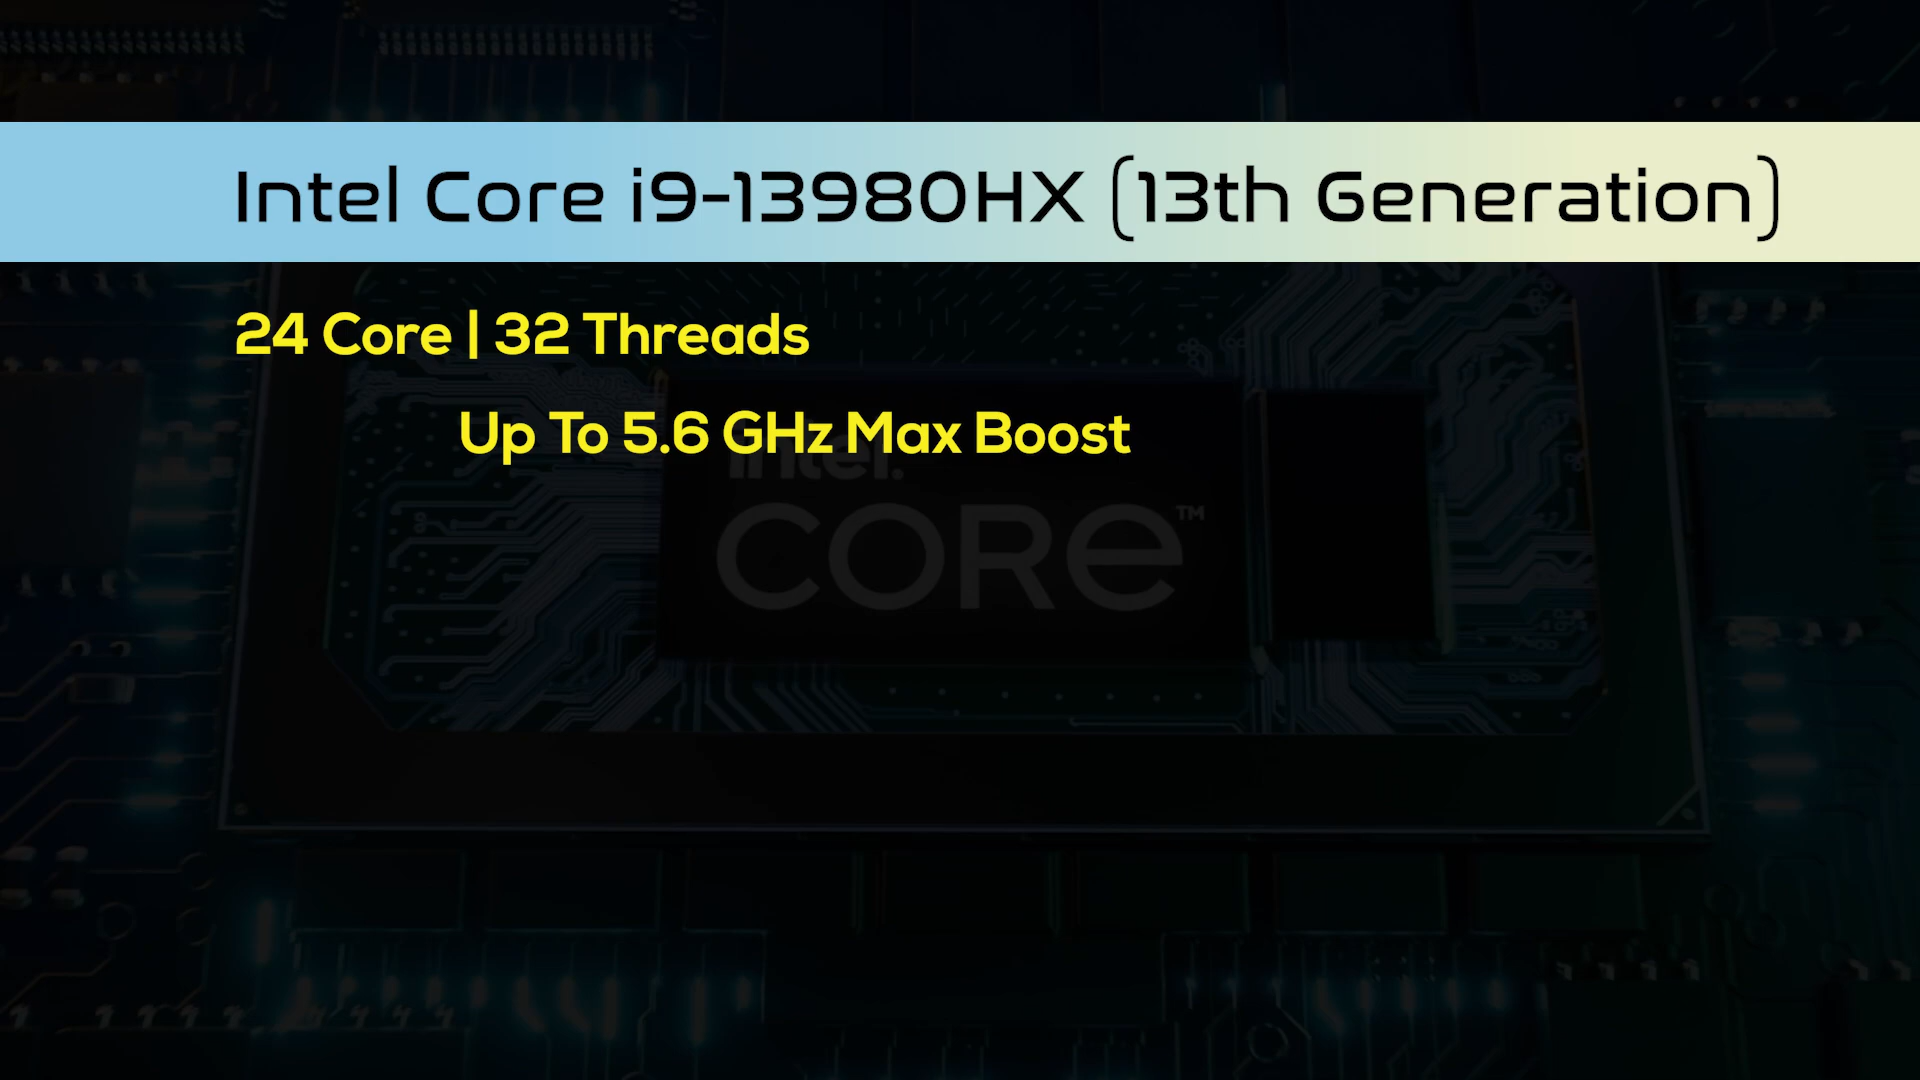 Intel Core i9-13980HX (13th Generation)
24 Core | 32 Threads
Up To 5.6 GHz Max Boost
intel.
CORE™